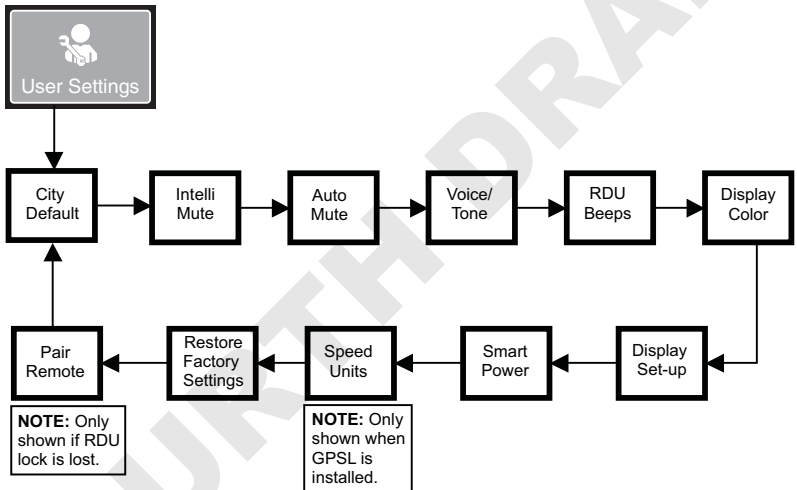 User Settings
City
Default
Intelli
Mute
Auto
Mute
Voice/
Tone
RDU
Beeps
Display
Color
Pair
Remote
Restore
Factory
Settings
Speed
Units
Smart
Power
Display
Set-up
NOTE: Only
shown if RDU
lock is lost.
NOTE: Only
shown when
GPSL is
installed.